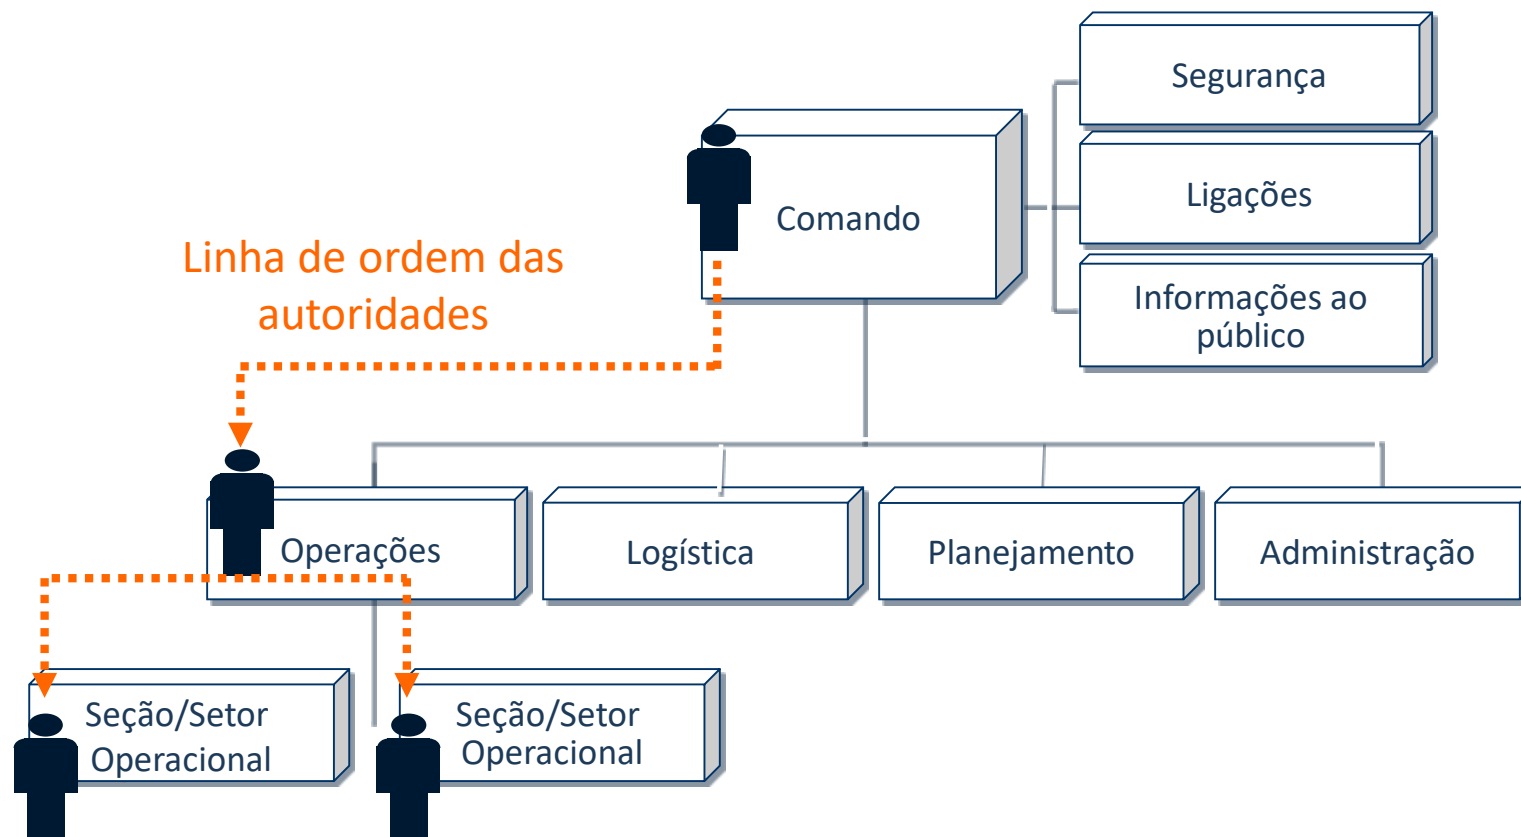 Segurança
Comando
Ligações
Linha de ordem das
autoridades
Informações ao
público
Operações
Logística
Planejamento
Administração
Seção/Setor
Operacional
Seção/Setor
Operacional